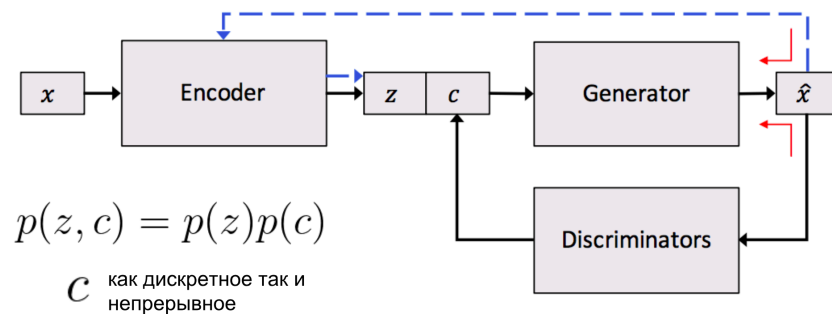 x
Encoder
z c
Generator
x̂
Discriminators
p(z, c) = p(z)p(c)
c как дискретное так и
непрерывное